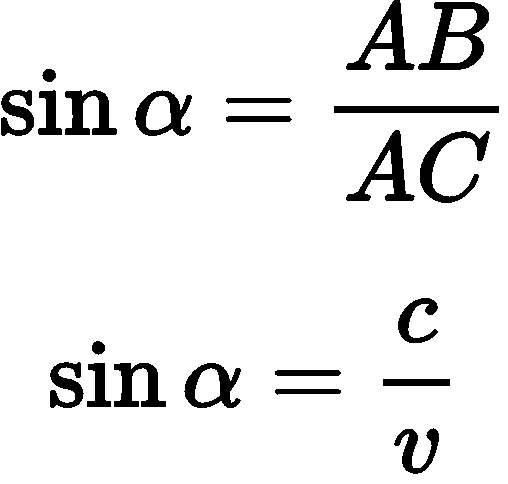 sin α = AB/AC
sin α = c/v